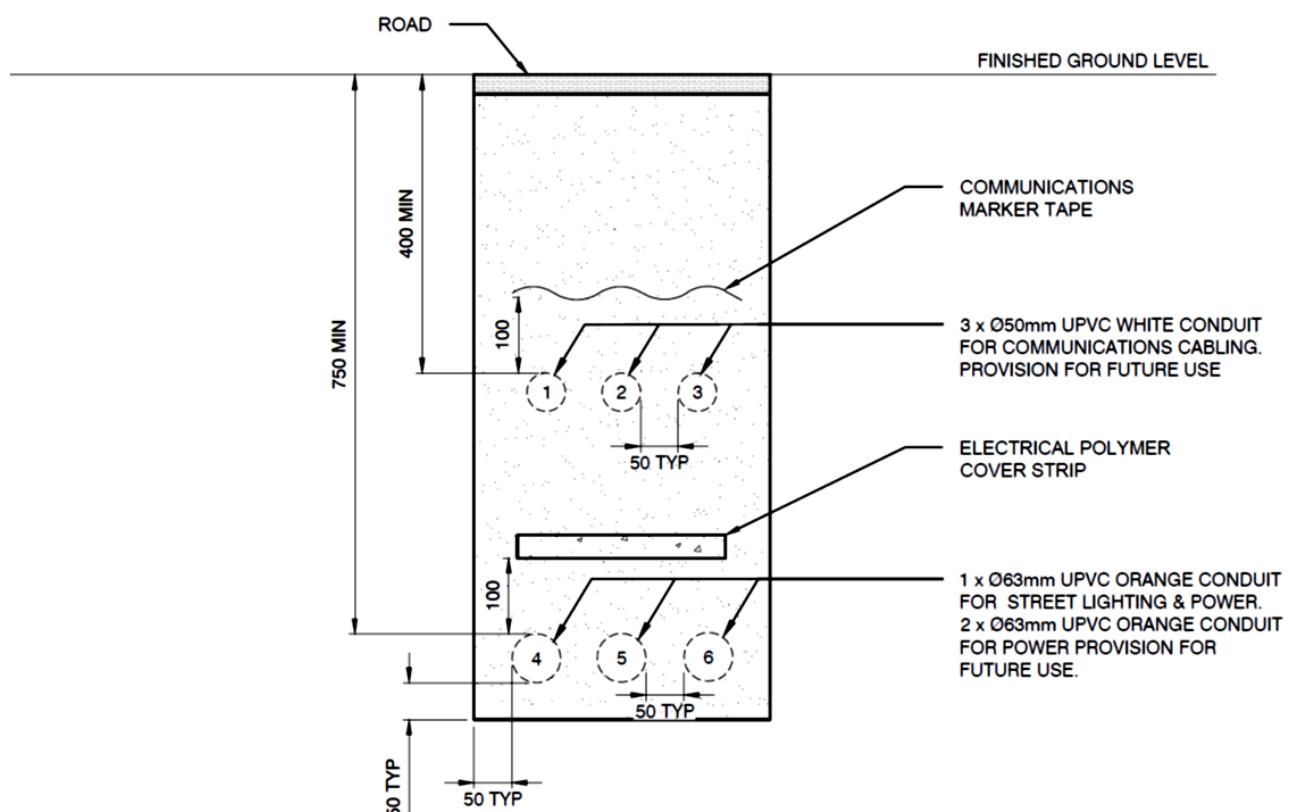 ROAD
FINISHED GROUND LEVEL
COMMUNICATIONS
MARKER TAPE
400 MIN
750 MIN
100
3 x Ø50mm UPVC WHITE CONDUIT
FOR COMMUNICATIONS CABLING.
PROVISION FOR FUTURE USE
1 2 3
50 TYP
ELECTRICAL POLYMER
COVER STRIP
100
1 x Ø63mm UPVC ORANGE CONDUIT
FOR STREET LIGHTING & POWER.
2 x Ø63mm UPVC ORANGE CONDUIT
FOR POWER PROVISION FOR
FUTURE USE.
4 5 6
50 TYP
50 TYP
50 TYP